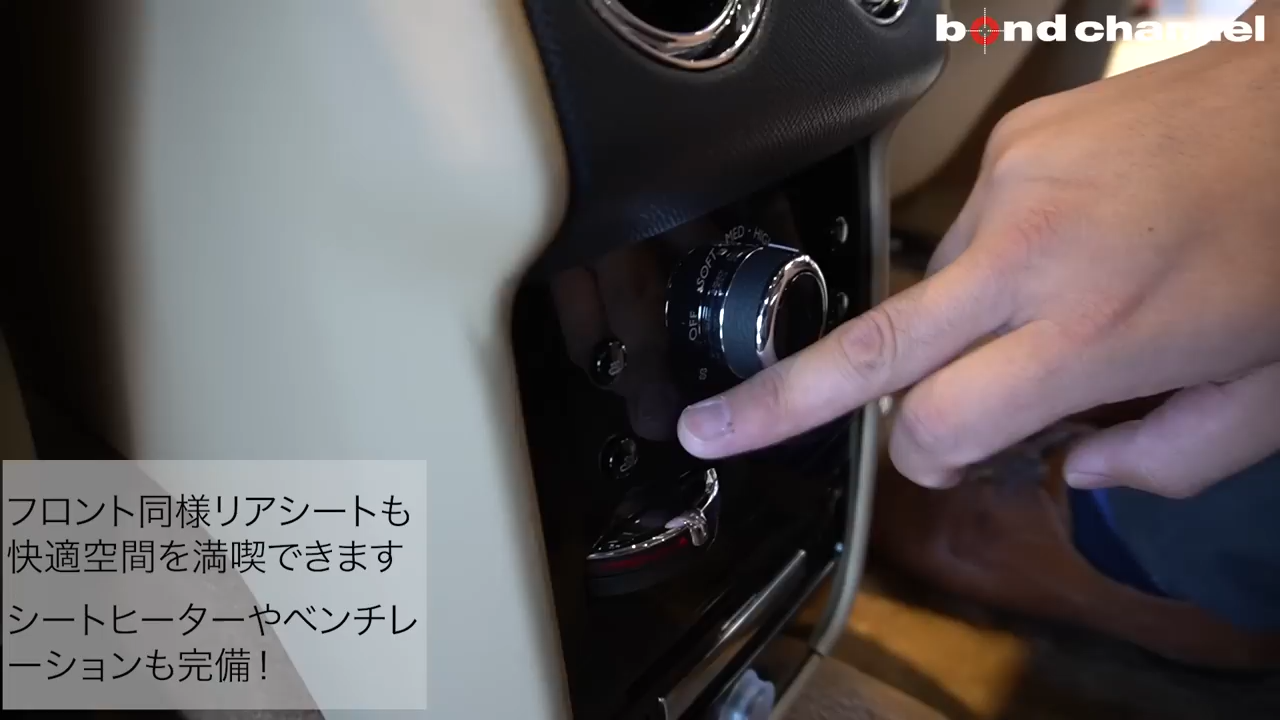 bond channel
MED · HIGH
SOFT
OFF
フロント同様リアシートも
快適空間を満喫できます
シートヒーターやベンチレ
ーションも完備!